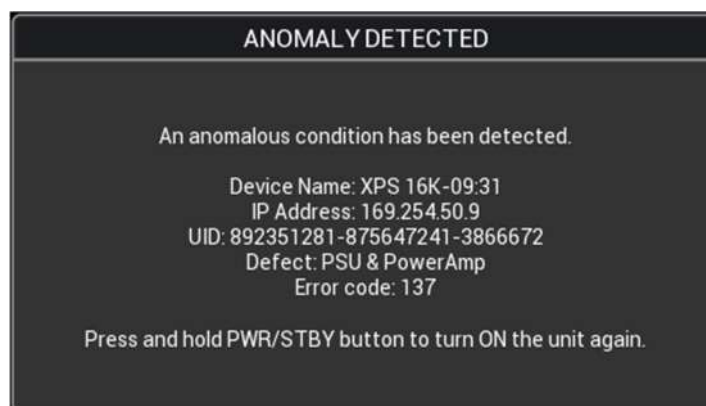 ANOMALY DETECTED
An anomalous condition has been detected.
Device Name: XPS 16K-09:31
IP Address: 169.254.50.9
UID: 892351281-875647241-3866672
Defect: PSU & PowerAmp
Error code: 137
Press and hold PWR/STBY button to turn ON the unit again.